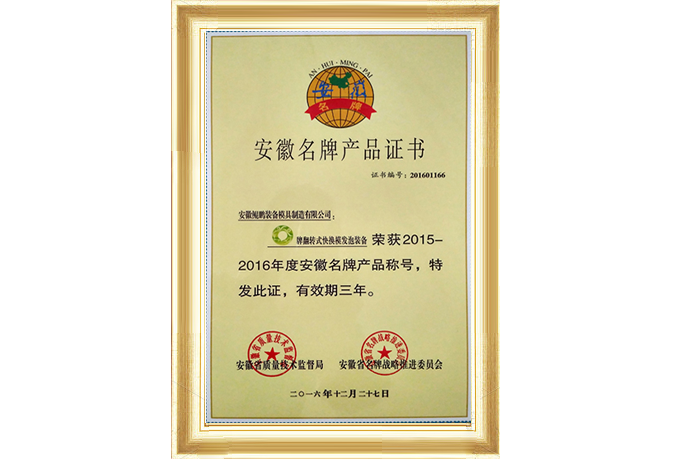 AN-HUI-MING-PAI
安徽
名牌
安徽名牌产品证书
证书编号：201601166
安徽鲲鹏装备模具制造有限公司：
牌翻转式快换模发泡装备 荣获2015-
2016年度安徽名牌产品称号，特
发此证，有效期三年。
安徽省质量技术监督局 安徽省名牌战略推进委员会
二〇一六年十二月二十七日